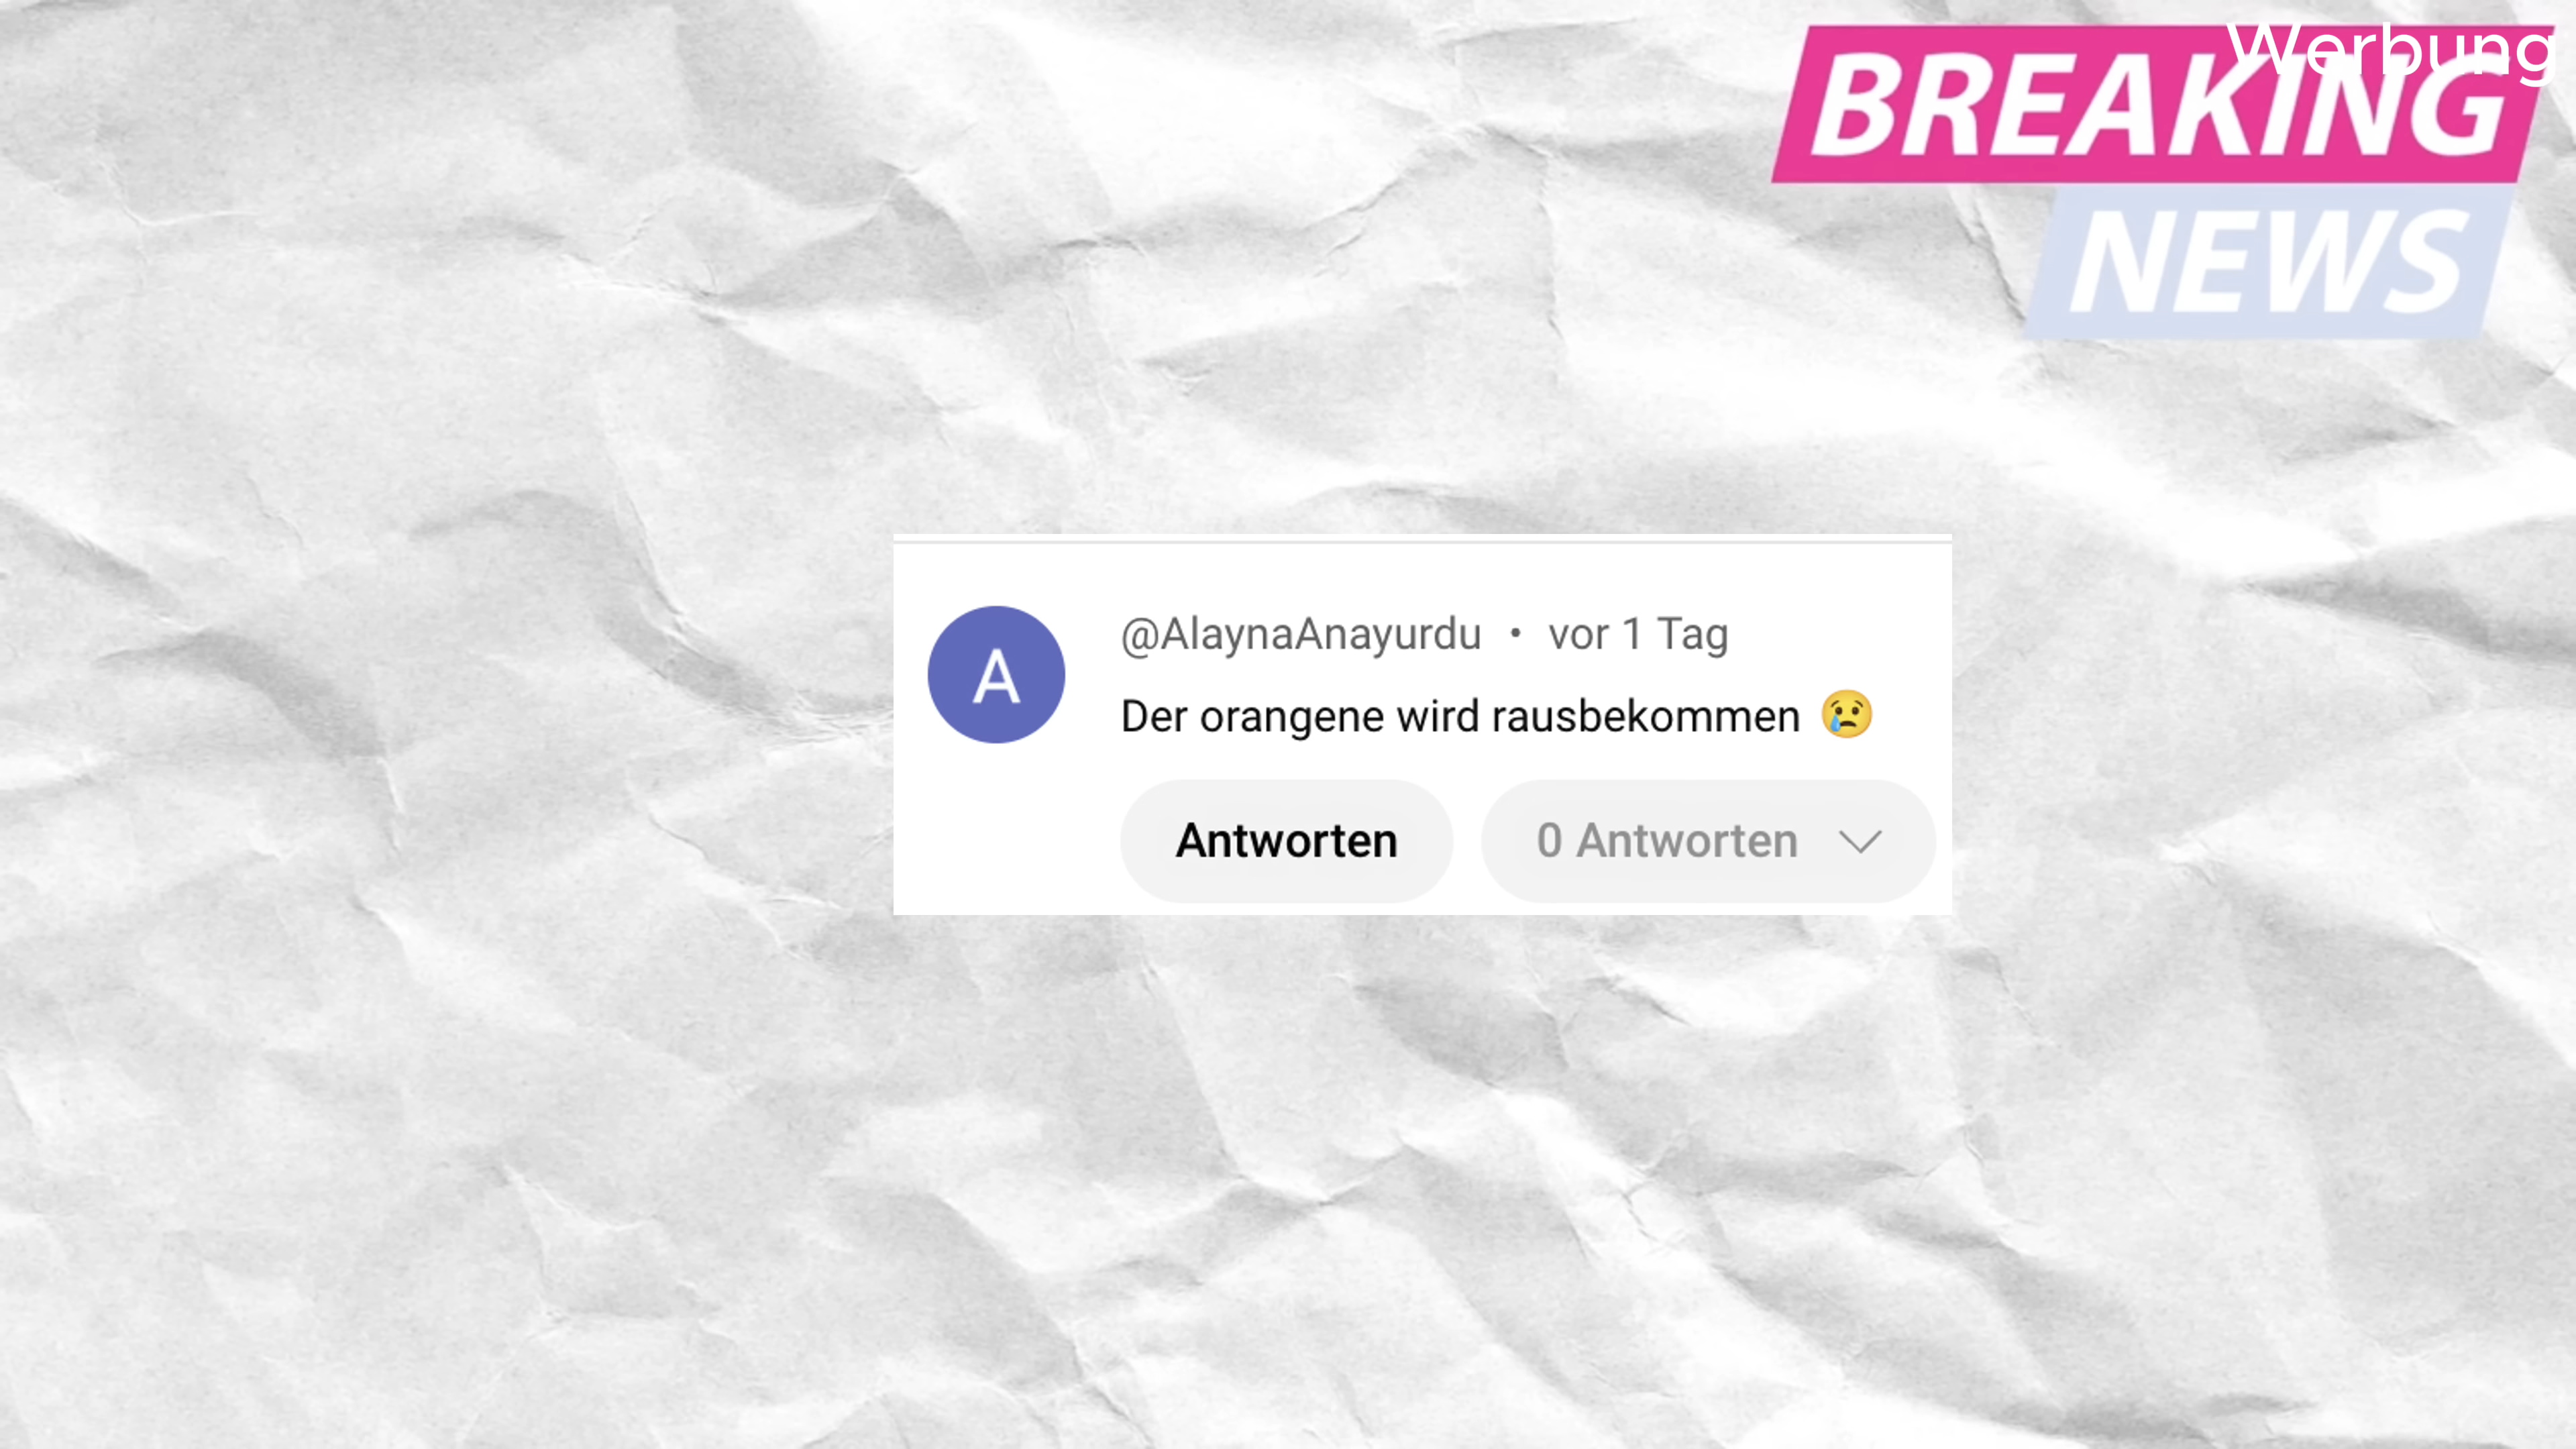 Werbung
BREAKING
NEWS
@AlaynaAnayurdu • vor 1 Tag
A
Der orangene wird rausbekommen 😢
Antworten
0 Antworten